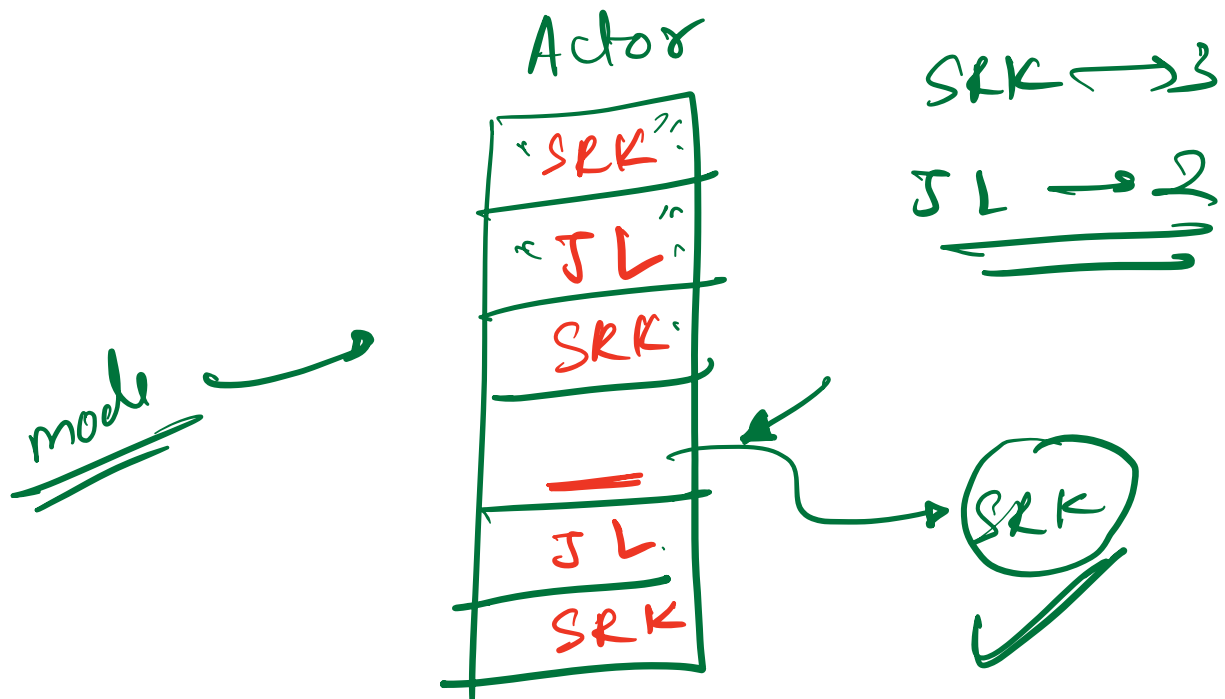 Actor
"SRK"
"JL"
SRK
JL
SRK
SRK → 3
JL → 2
mode
SRK